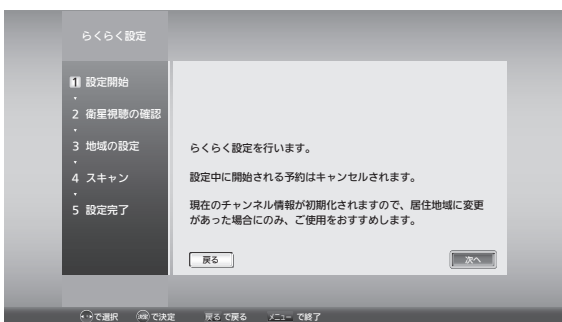 らくらく設定
1 設定開始
2 衛星視聴の確認
3 地域の設定
4 スキャン
5 設定完了
らくらく設定を行います。
設定中に開始される予約はキャンセルされます。
現在のチャンネル情報が初期化されますので、居住地域に変更
があった場合にのみ、ご使用をおすすめします。
戻る 次へ
で選択 決定 で決定 戻る で戻る メニュー で終了